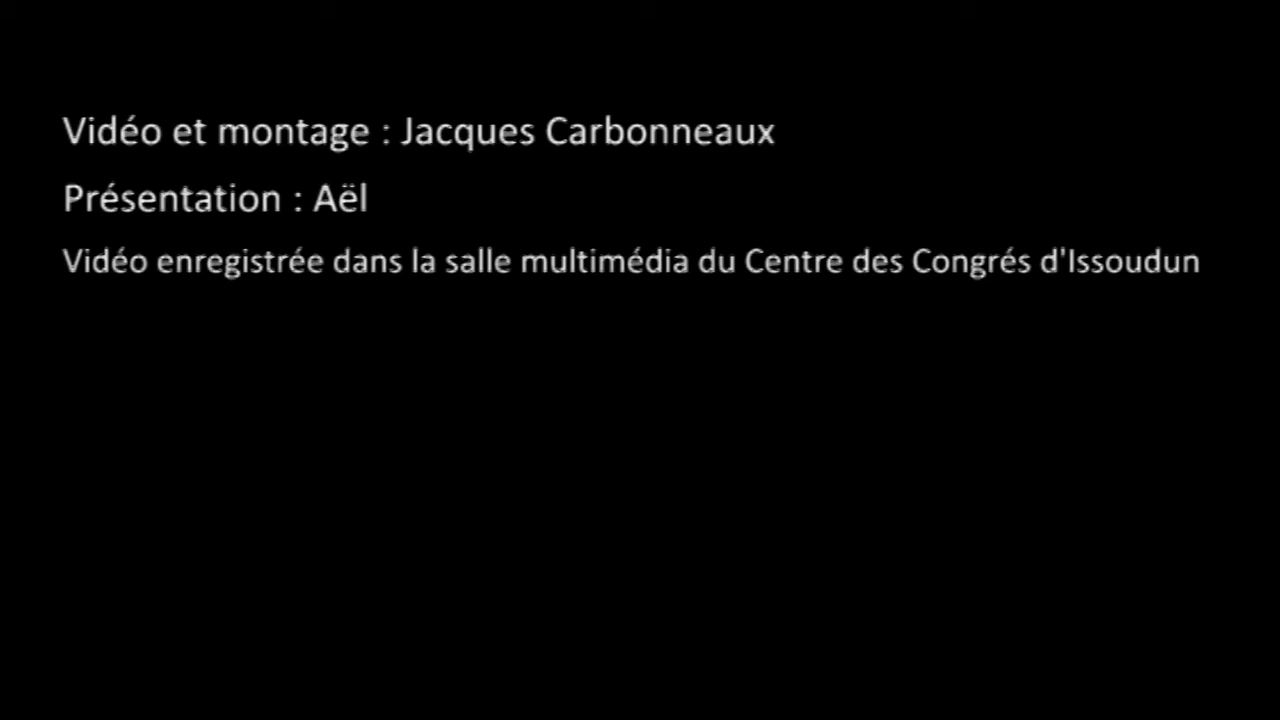 Vidéo et montage : Jacques Carbonneaux
Présentation : Aël
Vidéo enregistrée dans la salle multimédia du Centre des Congrés d'Issoudun